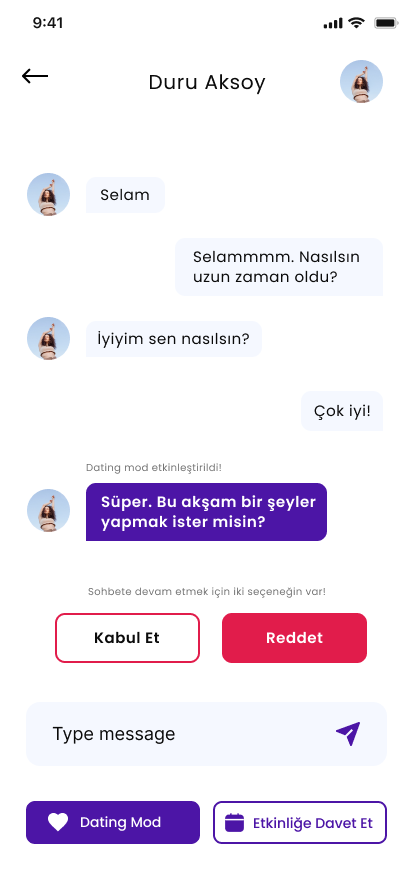 9:41
Duru Aksoy
Selam
Selammmm. Nasılsın
uzun zaman oldu?
İyiyim sen nasılsın?
Çok iyi!
Dating mod etkinleştirildi!
Süper. Bu akşam bir şeyler
yapmak ister misin?
Sohbete devam etmek için iki seçeneğin var!
Kabul Et
Reddet
Type message
Dating Mod
Etkinliğe Davet Et